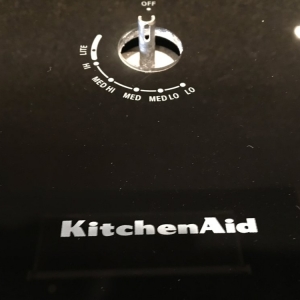 OFF
LITE
HI
MED HI
MED
MED LO
LO
KitchenAid